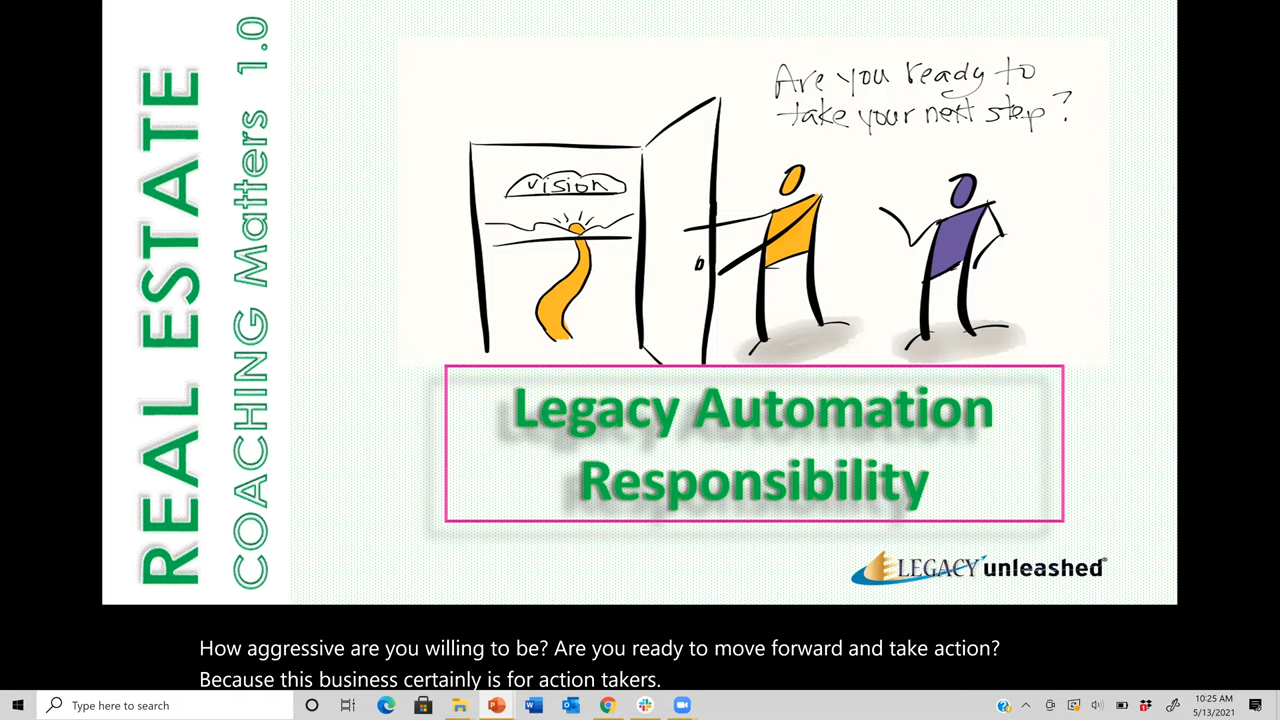 REAL ESTATE
COACHING Matters 1.0
Are you ready to
take your next step?
vision
Legacy Automation
Responsibility
LEGACY unleashed®
How aggressive are you willing to be? Are you ready to move forward and take action?
Because this business certainly is for action takers.
Type here to search
10:25 AM
5/13/2021